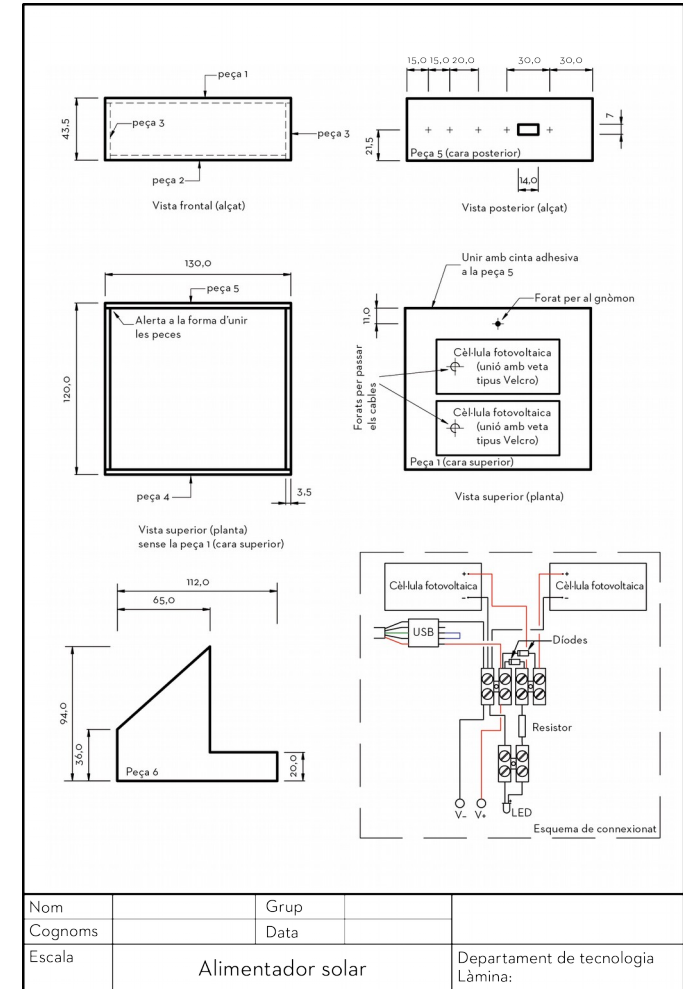 peça 1
43,5
peça 3
peça 3
peça 2
Vista frontal (alçat)
15,0 15,0 20,0 30,0 30,0
7
21,5
Peça 5 (cara posterior)
14,0
Vista posterior (alçat)
130,0
peça 5
Alerta a la forma d'unir
les peces
120,0
peça 4
3,5
Vista superior (planta)
sense la peça 1 (cara superior)
Unir amb cinta adhesiva
a la peça 5
Forat per al gnòmon
11,0
Forats per passar
els cables
Cèl·lula fotovoltaica
(unió amb veta
tipus Velcro)
Cèl·lula fotovoltaica
(unió amb veta
tipus Velcro)
Peça 1 (cara superior)
Vista superior (planta)
112,0
65,0
94,0
36,0
20,0
Peça 6
+
Cèl·lula fotovoltaica
-
+
Cèl·lula fotovoltaica
-
USB
Díodes
Resistor
V- V+ LED
Esquema de connexionat
Nom Grup
Cognoms Data
Escala
Alimentador solar
Departament de tecnologia
Làmina: